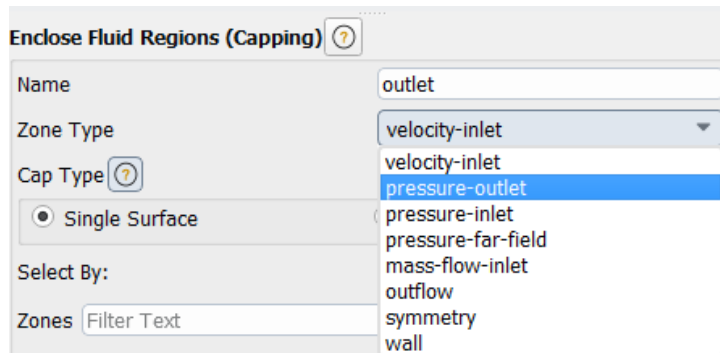 Enclose Fluid Regions (Capping) ?
Name outlet
Zone Type velocity-inlet
velocity-inlet
Cap Type ?
pressure-outlet
Single Surface
pressure-inlet
pressure-far-field
Select By:
mass-flow-inlet
outflow
Zones Filter Text
symmetry
wall